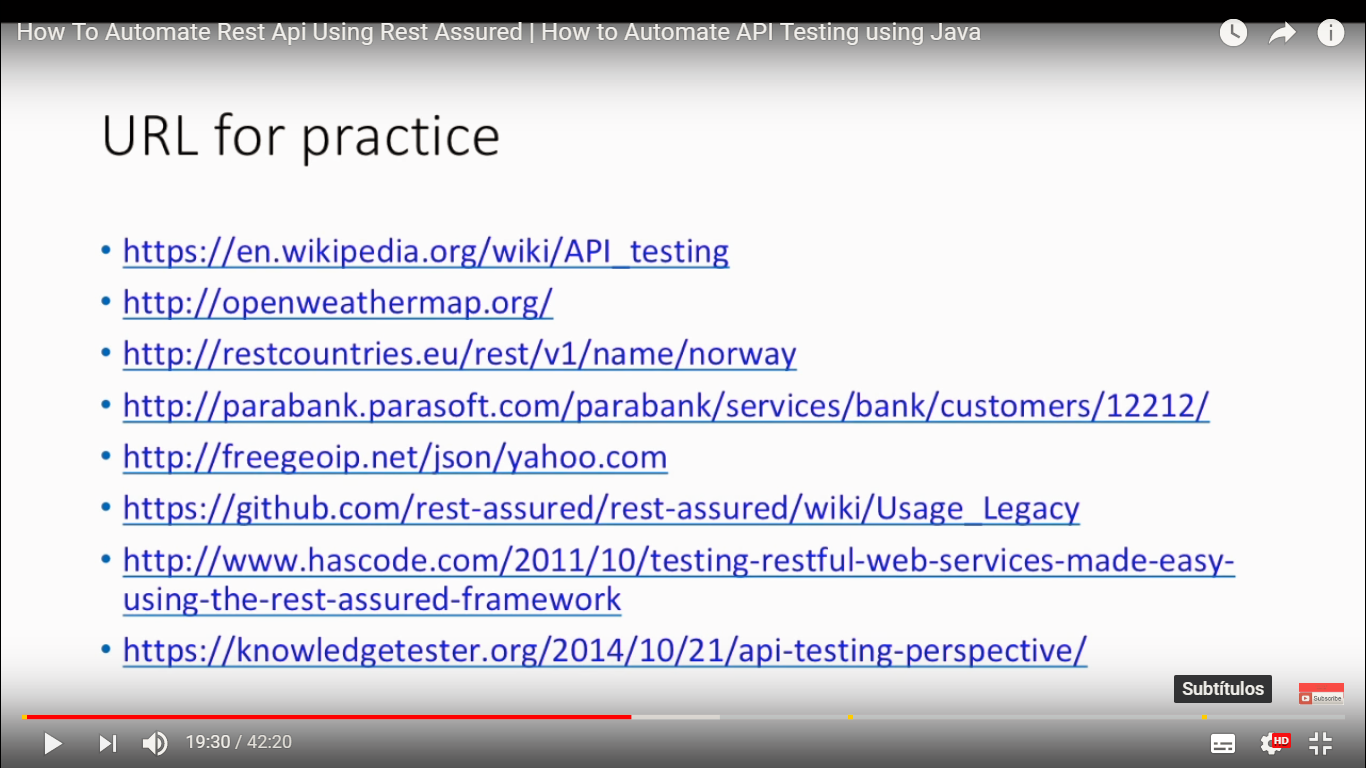 How To Automate Rest Api Using Rest Assured | How to Automate API Testing using Java
URL for practice
• https://en.wikipedia.org/wiki/API_testing
• http://openweathermap.org/
• http://restcountries.eu/rest/v1/name/norway
• http://parabank.parasoft.com/parabank/services/bank/customers/12212/
• http://freegeoip.net/json/yahoo.com
• https://github.com/rest-assured/rest-assured/wiki/Usage_Legacy
• http://www.hascode.com/2011/10/testing-restful-web-services-made-easy-
using-the-rest-assured-framework
• https://knowledgetester.org/2014/10/21/api-testing-perspective/
Subtítulos
Subscribe
19:30 / 42:20
HD